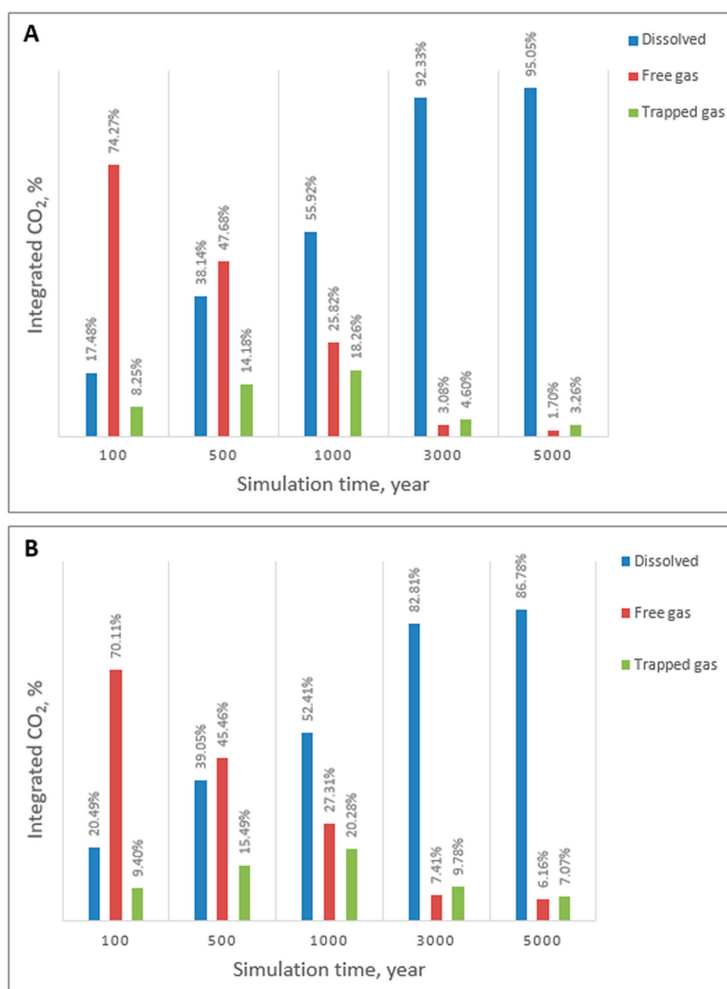 A
Dissolved
Free gas
Trapped gas
Integrated CO₂, %
17.48%
74.27%
8.25%
38.14%
47.68%
14.18%
55.92%
25.82%
18.26%
92.33%
3.08%
4.60%
95.05%
1.70%
3.26%
100 500 1000 3000 5000
Simulation time, year
B
Dissolved
Free gas
Trapped gas
Integrated CO₂, %
20.49%
70.11%
9.40%
39.05%
45.46%
15.49%
52.41%
27.31%
20.28%
82.81%
7.41%
9.78%
86.78%
6.16%
7.07%
100 500 1000 3000 5000
Simulation time, year